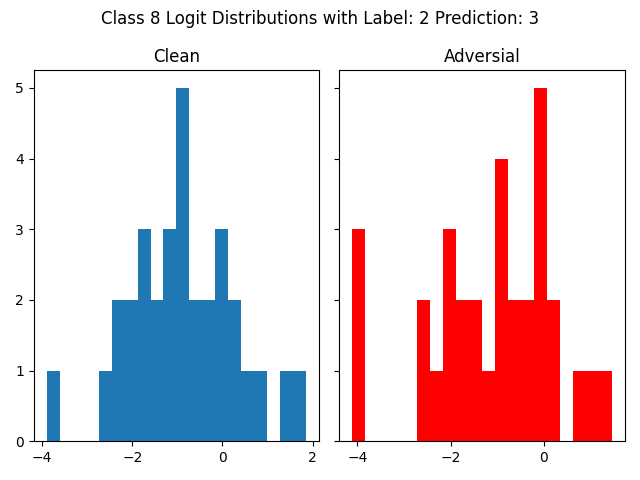 Class 8 Logit Distributions with Label: 2 Prediction: 3
Clean
Adversial
5
4
3
2
1
0
−4 −2 0 2
−4 −2 0